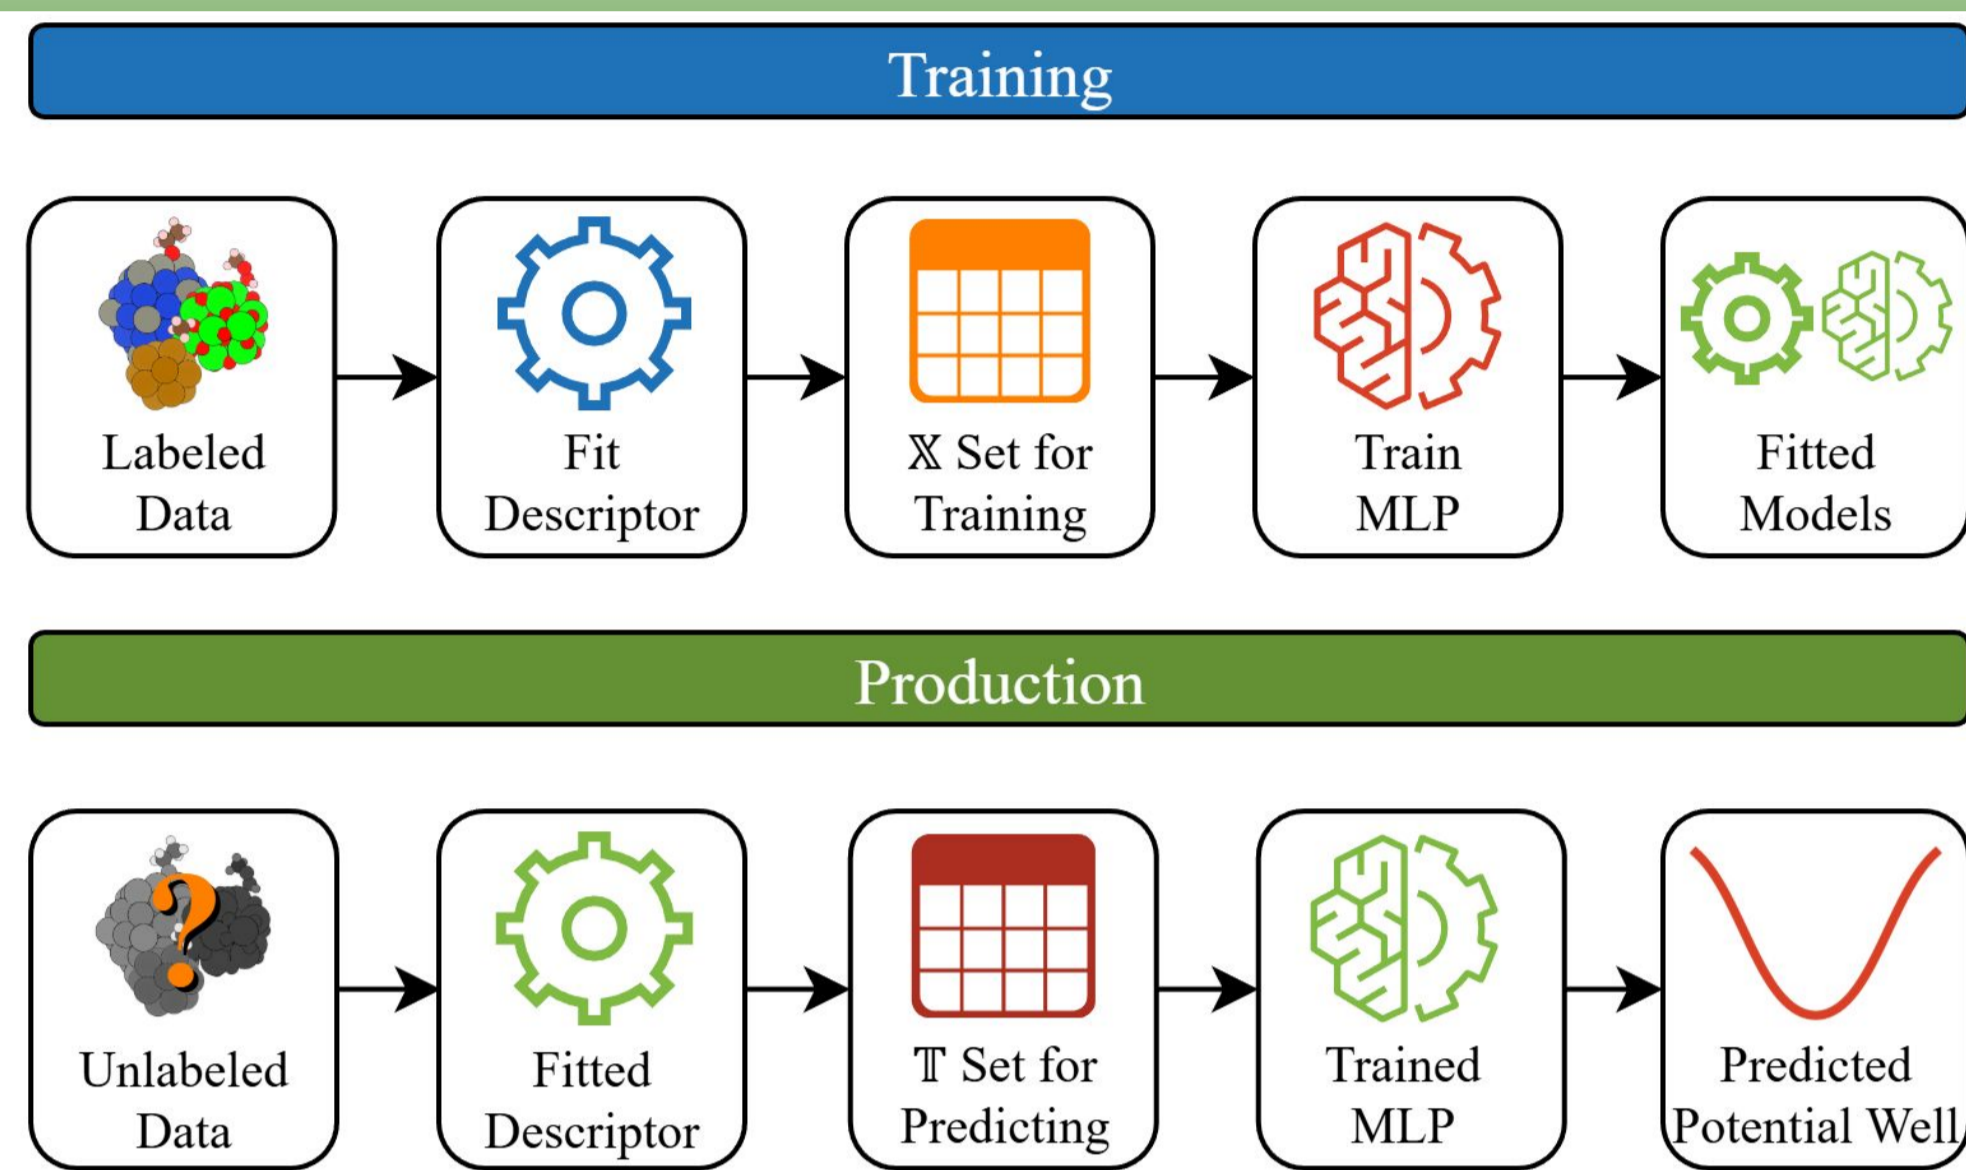 Training
Labeled
Data
Fit
Descriptor
𝕏 Set for
Training
Train
MLP
Fitted
Models
Production
Unlabeled
Data
Fitted
Descriptor
𝕋 Set for
Predicting
Trained
MLP
Predicted
Potential Well